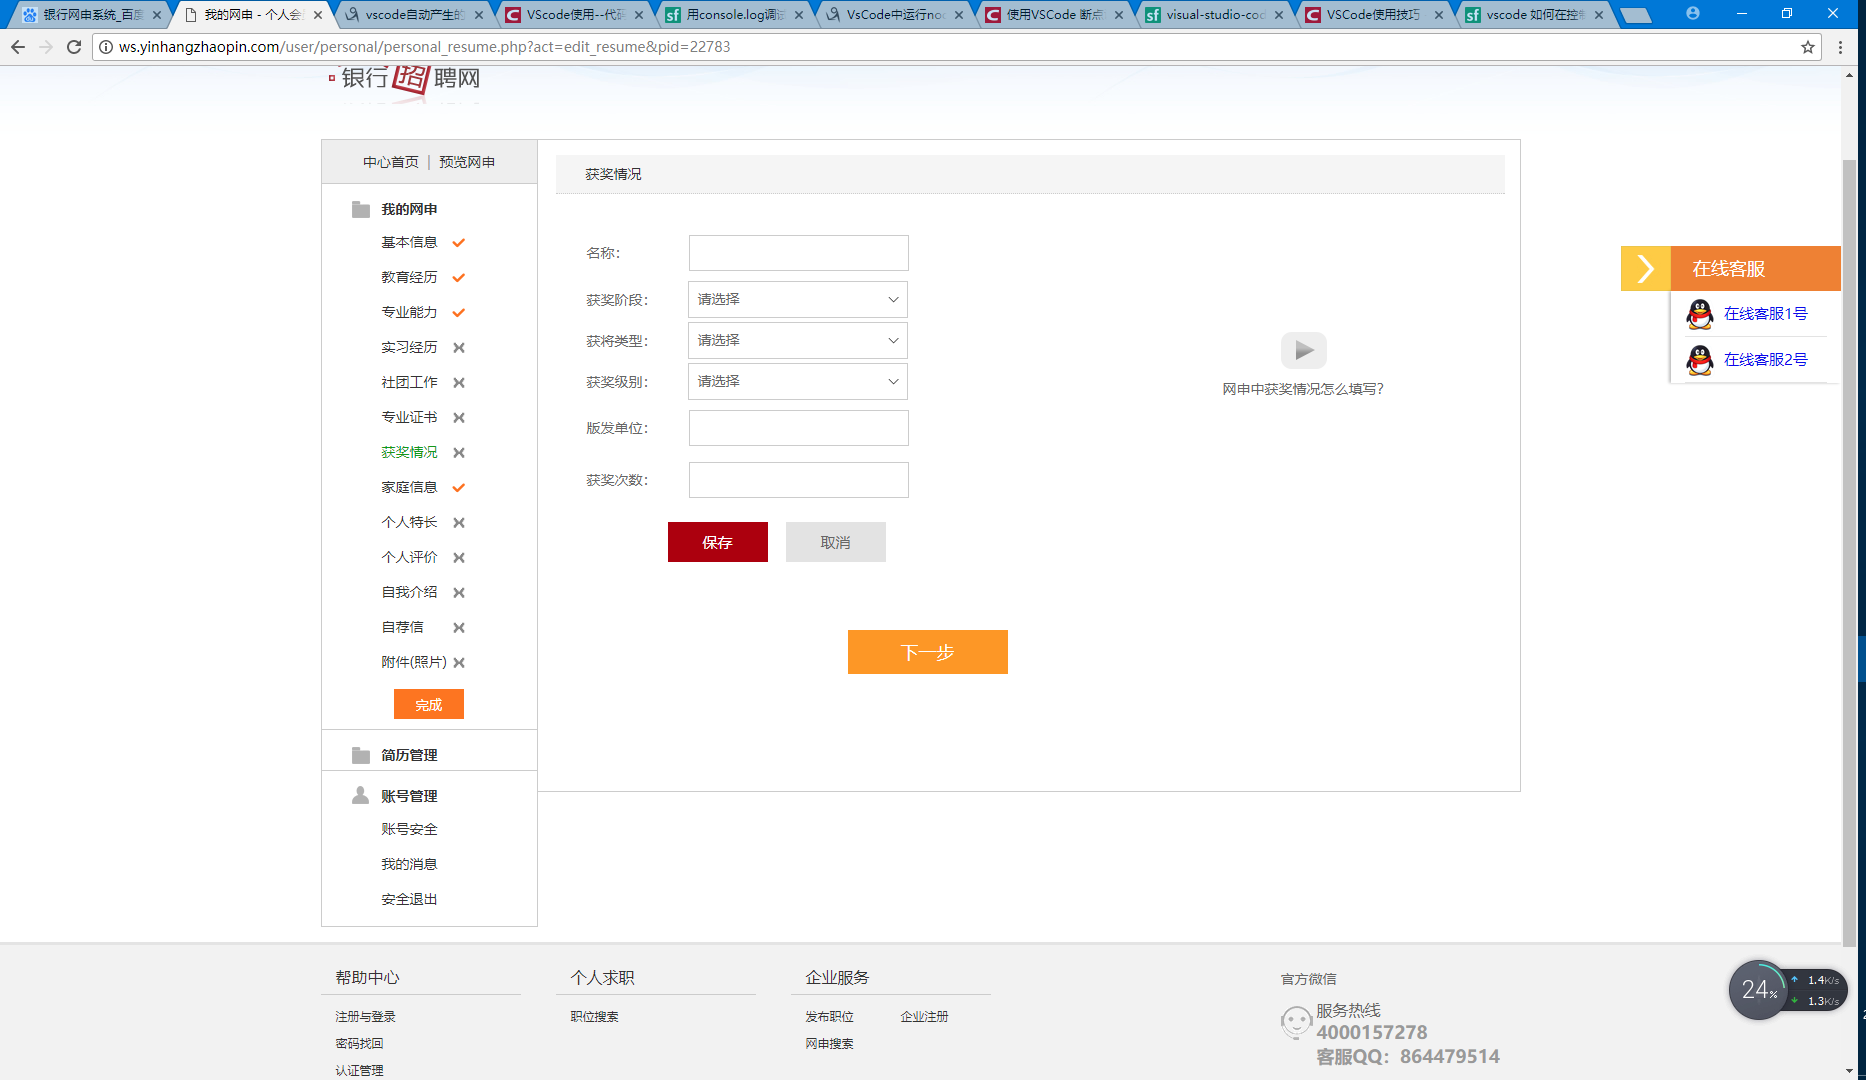 银行网申系统_百度
我的网申 - 个人会
vscode自动产生的
VScode使用--代码
用console.log调试
VsCode中运行noc
使用VSCode 断点
visual-studio-cod
VSCode使用技巧
vscode 如何在控制
ws.yinhangzhaopin.com/user/personal/personal_resume.php?act=edit_resume&pid=22783
银行招聘网
中心首页 | 预览网申
我的网申
基本信息
教育经历
专业能力
实习经历
社团工作
专业证书
获奖情况
家庭信息
个人特长
个人评价
自我介绍
自荐信
附件(照片)
完成
简历管理
账号管理
账号安全
我的消息
安全退出
获奖情况
名称：
获奖阶段： 请选择
获将类型： 请选择
获奖级别： 请选择
版发单位：
获奖次数：
保存 取消
下一步
网申中获奖情况怎么填写？
在线客服
在线客服1号
在线客服2号
帮助中心
注册与登录
密码找回
认证管理
个人求职
职位搜索
企业服务
发布职位 企业注册
网申搜索
官方微信
服务热线
4000157278
客服QQ：864479514
24%
1.4K/s
1.3K/s